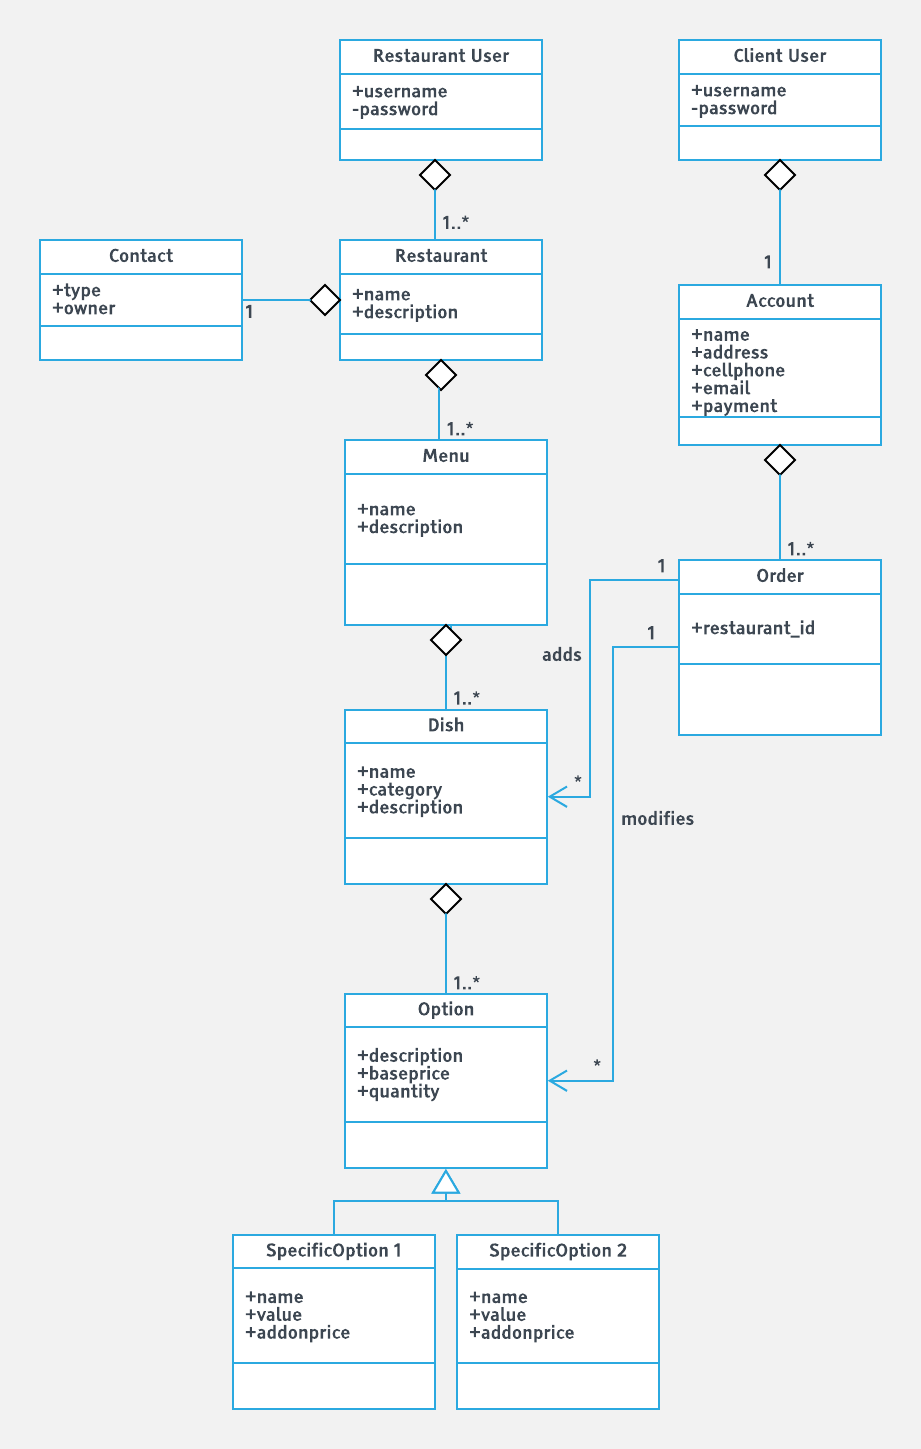 Restaurant User
+username
-password
Client User
+username
-password
1..*
Contact
+type
+owner
1
Restaurant
+name
+description
1
Account
+name
+address
+cellphone
+email
+payment
1..*
Menu
+name
+description
1..*
Order
+restaurant_id
1
1
adds
1..*
Dish
+name
+category
+description
*
modifies
1..*
Option
+description
+baseprice
+quantity
*
SpecificOption 1
+name
+value
+addonprice
SpecificOption 2
+name
+value
+addonprice